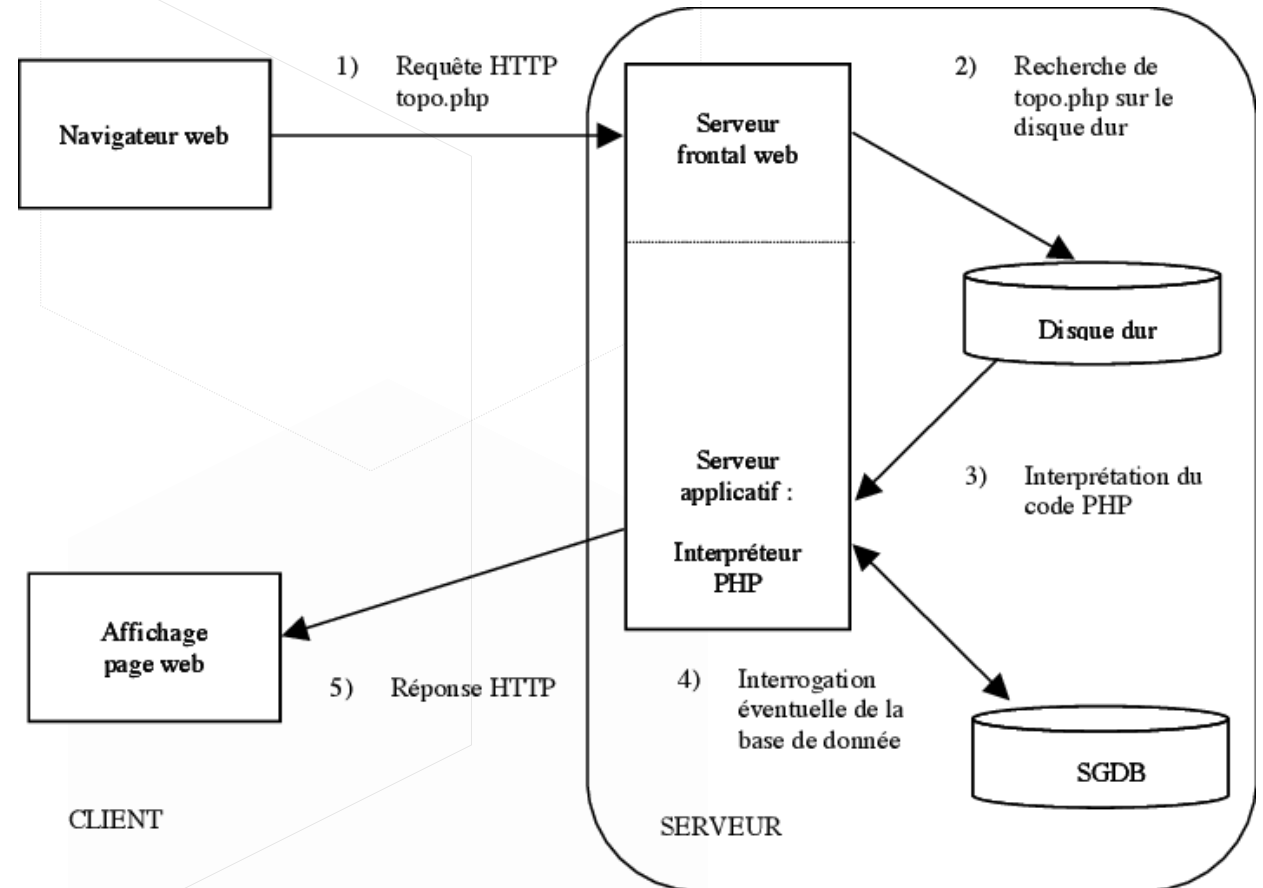 1) Requête HTTP
topo.php
2) Recherche de
topo.php sur le
disque dur
Navigateur web
Serveur
frontal web
Disque dur
Serveur
applicatif :
Interpréteur
PHP
3) Interprétation du
code PHP
Affichage
page web
5) Réponse HTTP
4) Interrogation
éventuelle de la
base de donnée
SGDB
CLIENT
SERVEUR